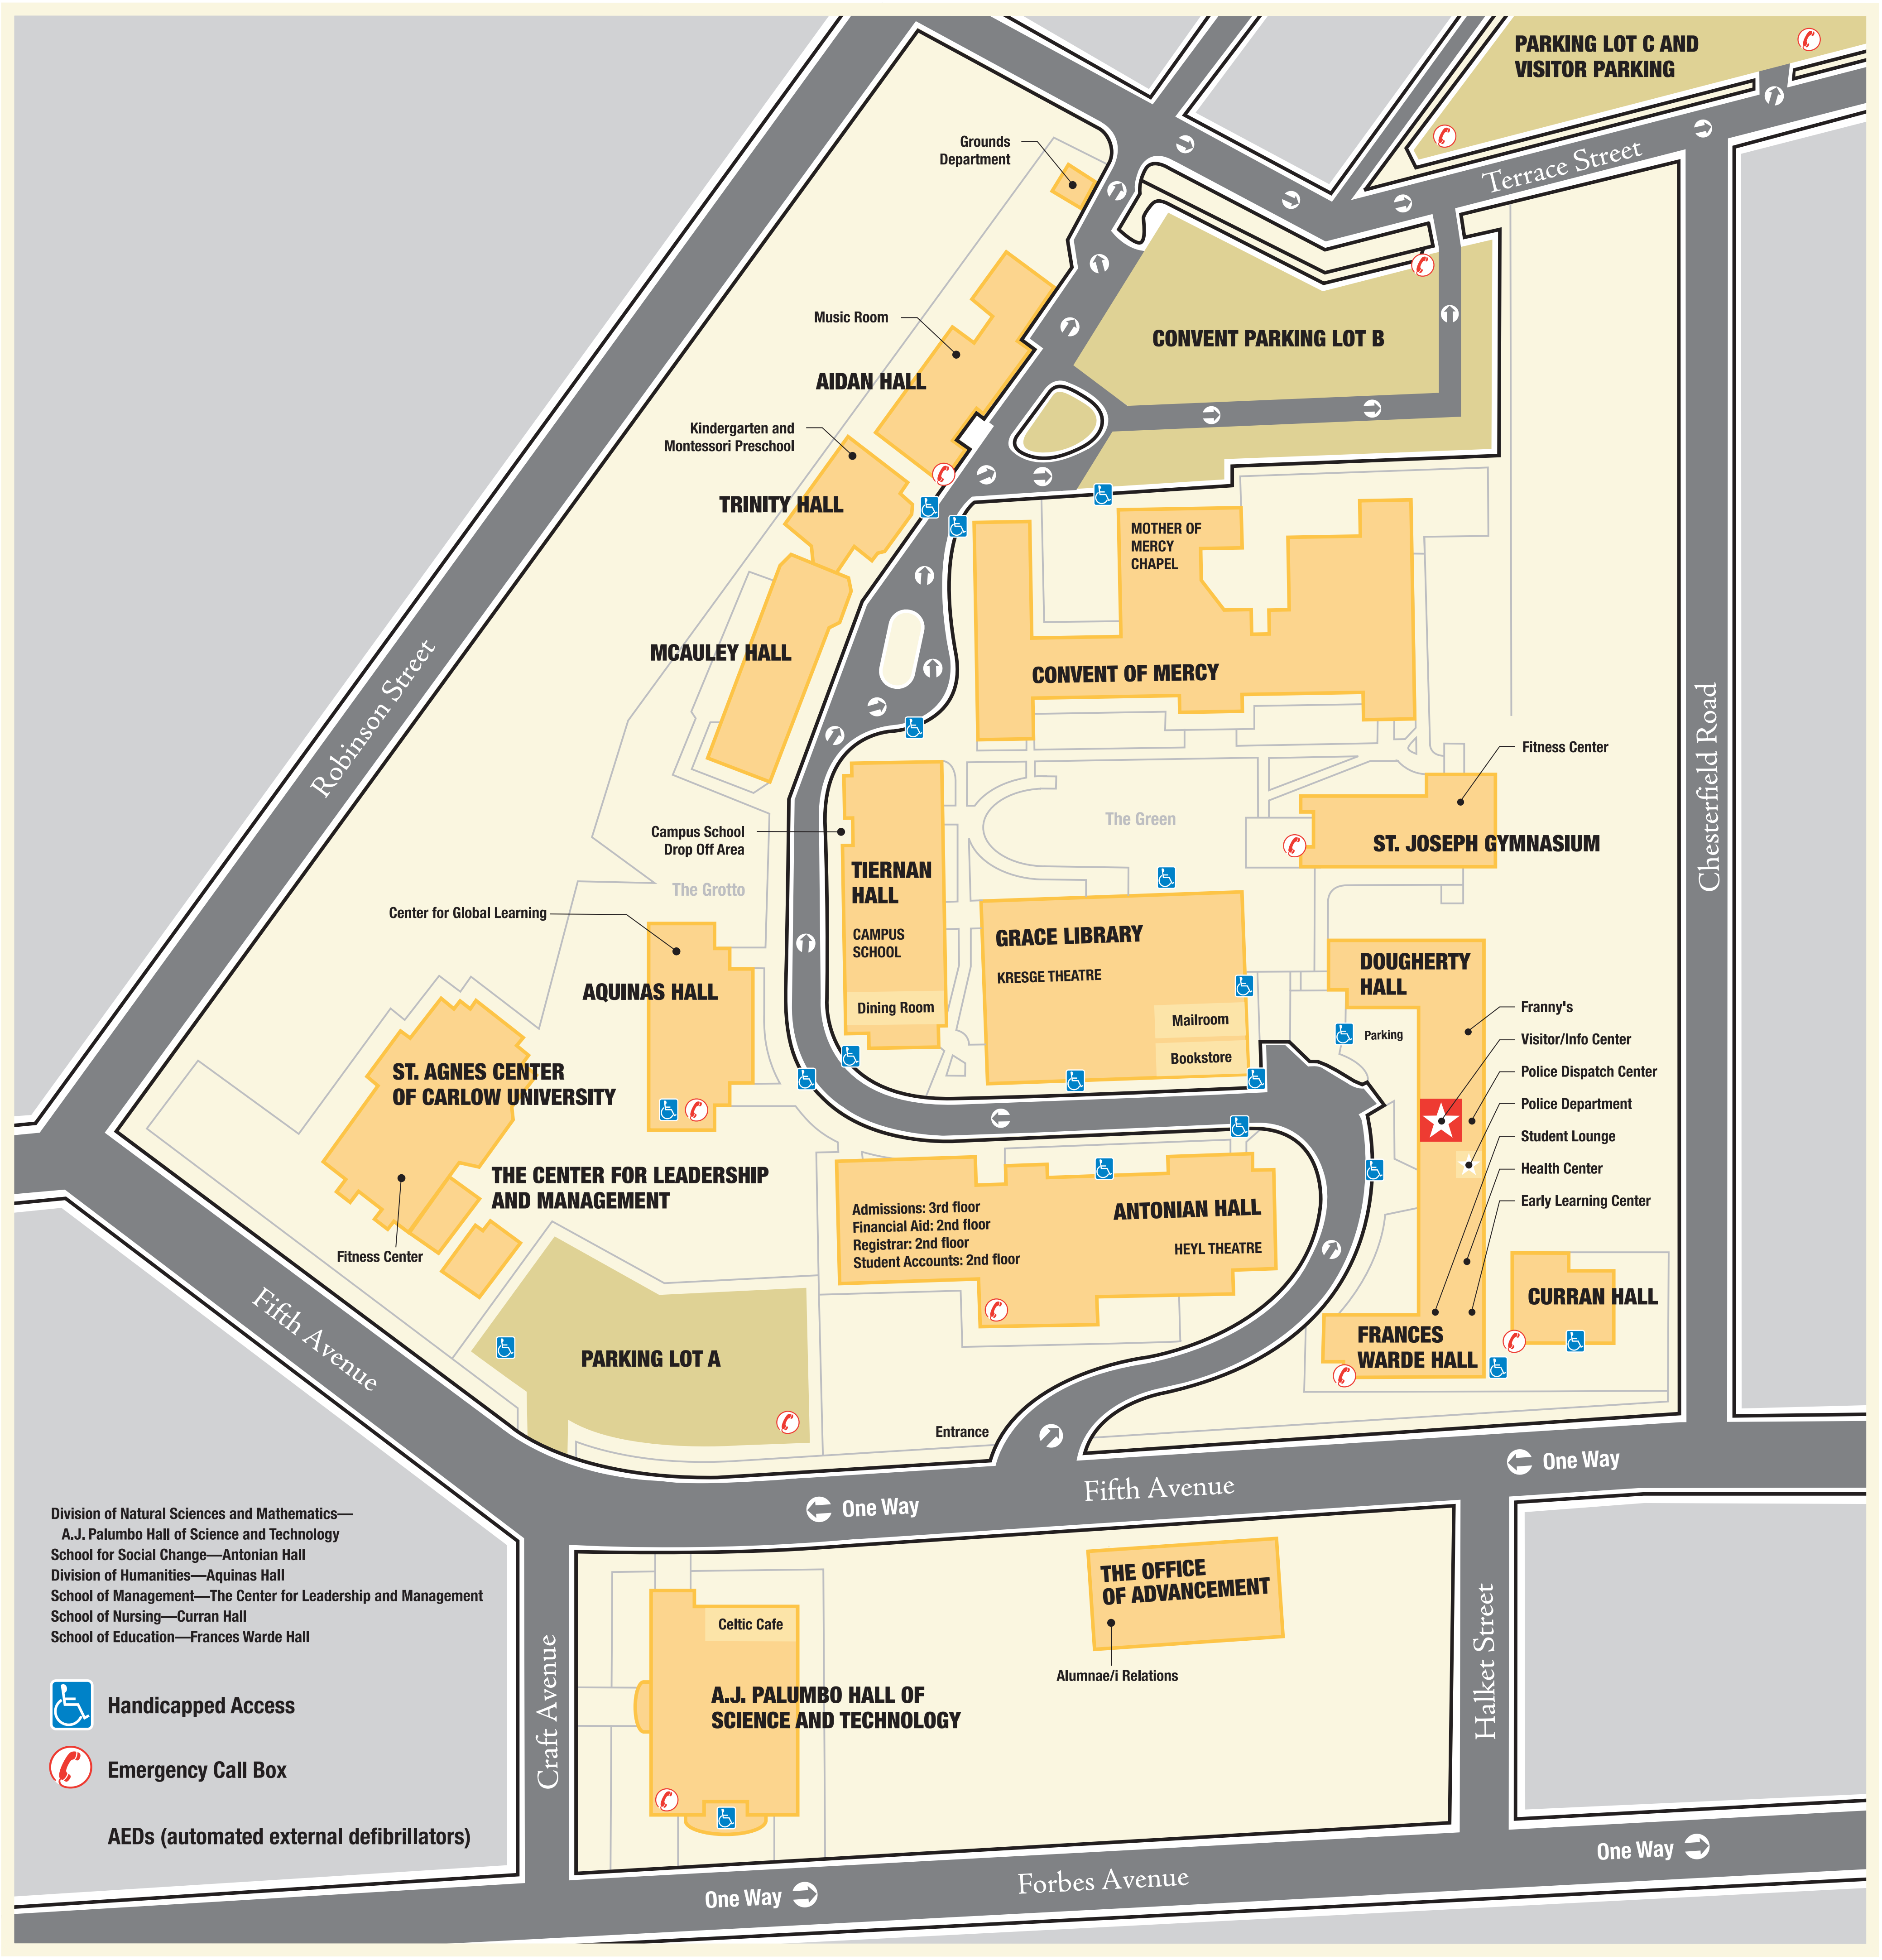 PARKING LOT C AND
VISITOR PARKING
Grounds
Department
Terrace Street
Music Room
CONVENT PARKING LOT B
AIDAN HALL
Kindergarten and
Montessori Preschool
TRINITY HALL
MOTHER OF
MERCY
CHAPEL
MCAULEY HALL
CONVENT OF MERCY
Robinson Street
Chesterfield Road
Fitness Center
The Green
Campus School
Drop Off Area
ST. JOSEPH GYMNASIUM
TIERNAN
HALL
The Grotto
Center for Global Learning
CAMPUS
SCHOOL
GRACE LIBRARY
KRESGE THEATRE
DOUGHERTY
HALL
AQUINAS HALL
Dining Room
Mailroom
Bookstore
Parking
Franny's
Visitor/Info Center
Police Dispatch Center
Police Department
Student Lounge
Health Center
Early Learning Center
ST. AGNES CENTER
OF CARLOW UNIVERSITY
THE CENTER FOR LEADERSHIP
AND MANAGEMENT
Fitness Center
Admissions: 3rd floor
Financial Aid: 2nd floor
Registrar: 2nd floor
Student Accounts: 2nd floor
ANTONIAN HALL
HEYL THEATRE
CURRAN HALL
FRANCES
WARDE HALL
Fifth Avenue
PARKING LOT A
Entrance
One Way
Fifth Avenue
One Way
Division of Natural Sciences and Mathematics—
A.J. Palumbo Hall of Science and Technology
School for Social Change—Antonian Hall
Division of Humanities—Aquinas Hall
School of Management—The Center for Leadership and Management
School of Nursing—Curran Hall
School of Education—Frances Warde Hall
THE OFFICE
OF ADVANCEMENT
Alumnae/i Relations
Celtic Cafe
A.J. PALUMBO HALL OF
SCIENCE AND TECHNOLOGY
Craft Avenue
Halket Street
Handicapped Access
Emergency Call Box
AEDs (automated external defibrillators)
One Way
Forbes Avenue
One Way